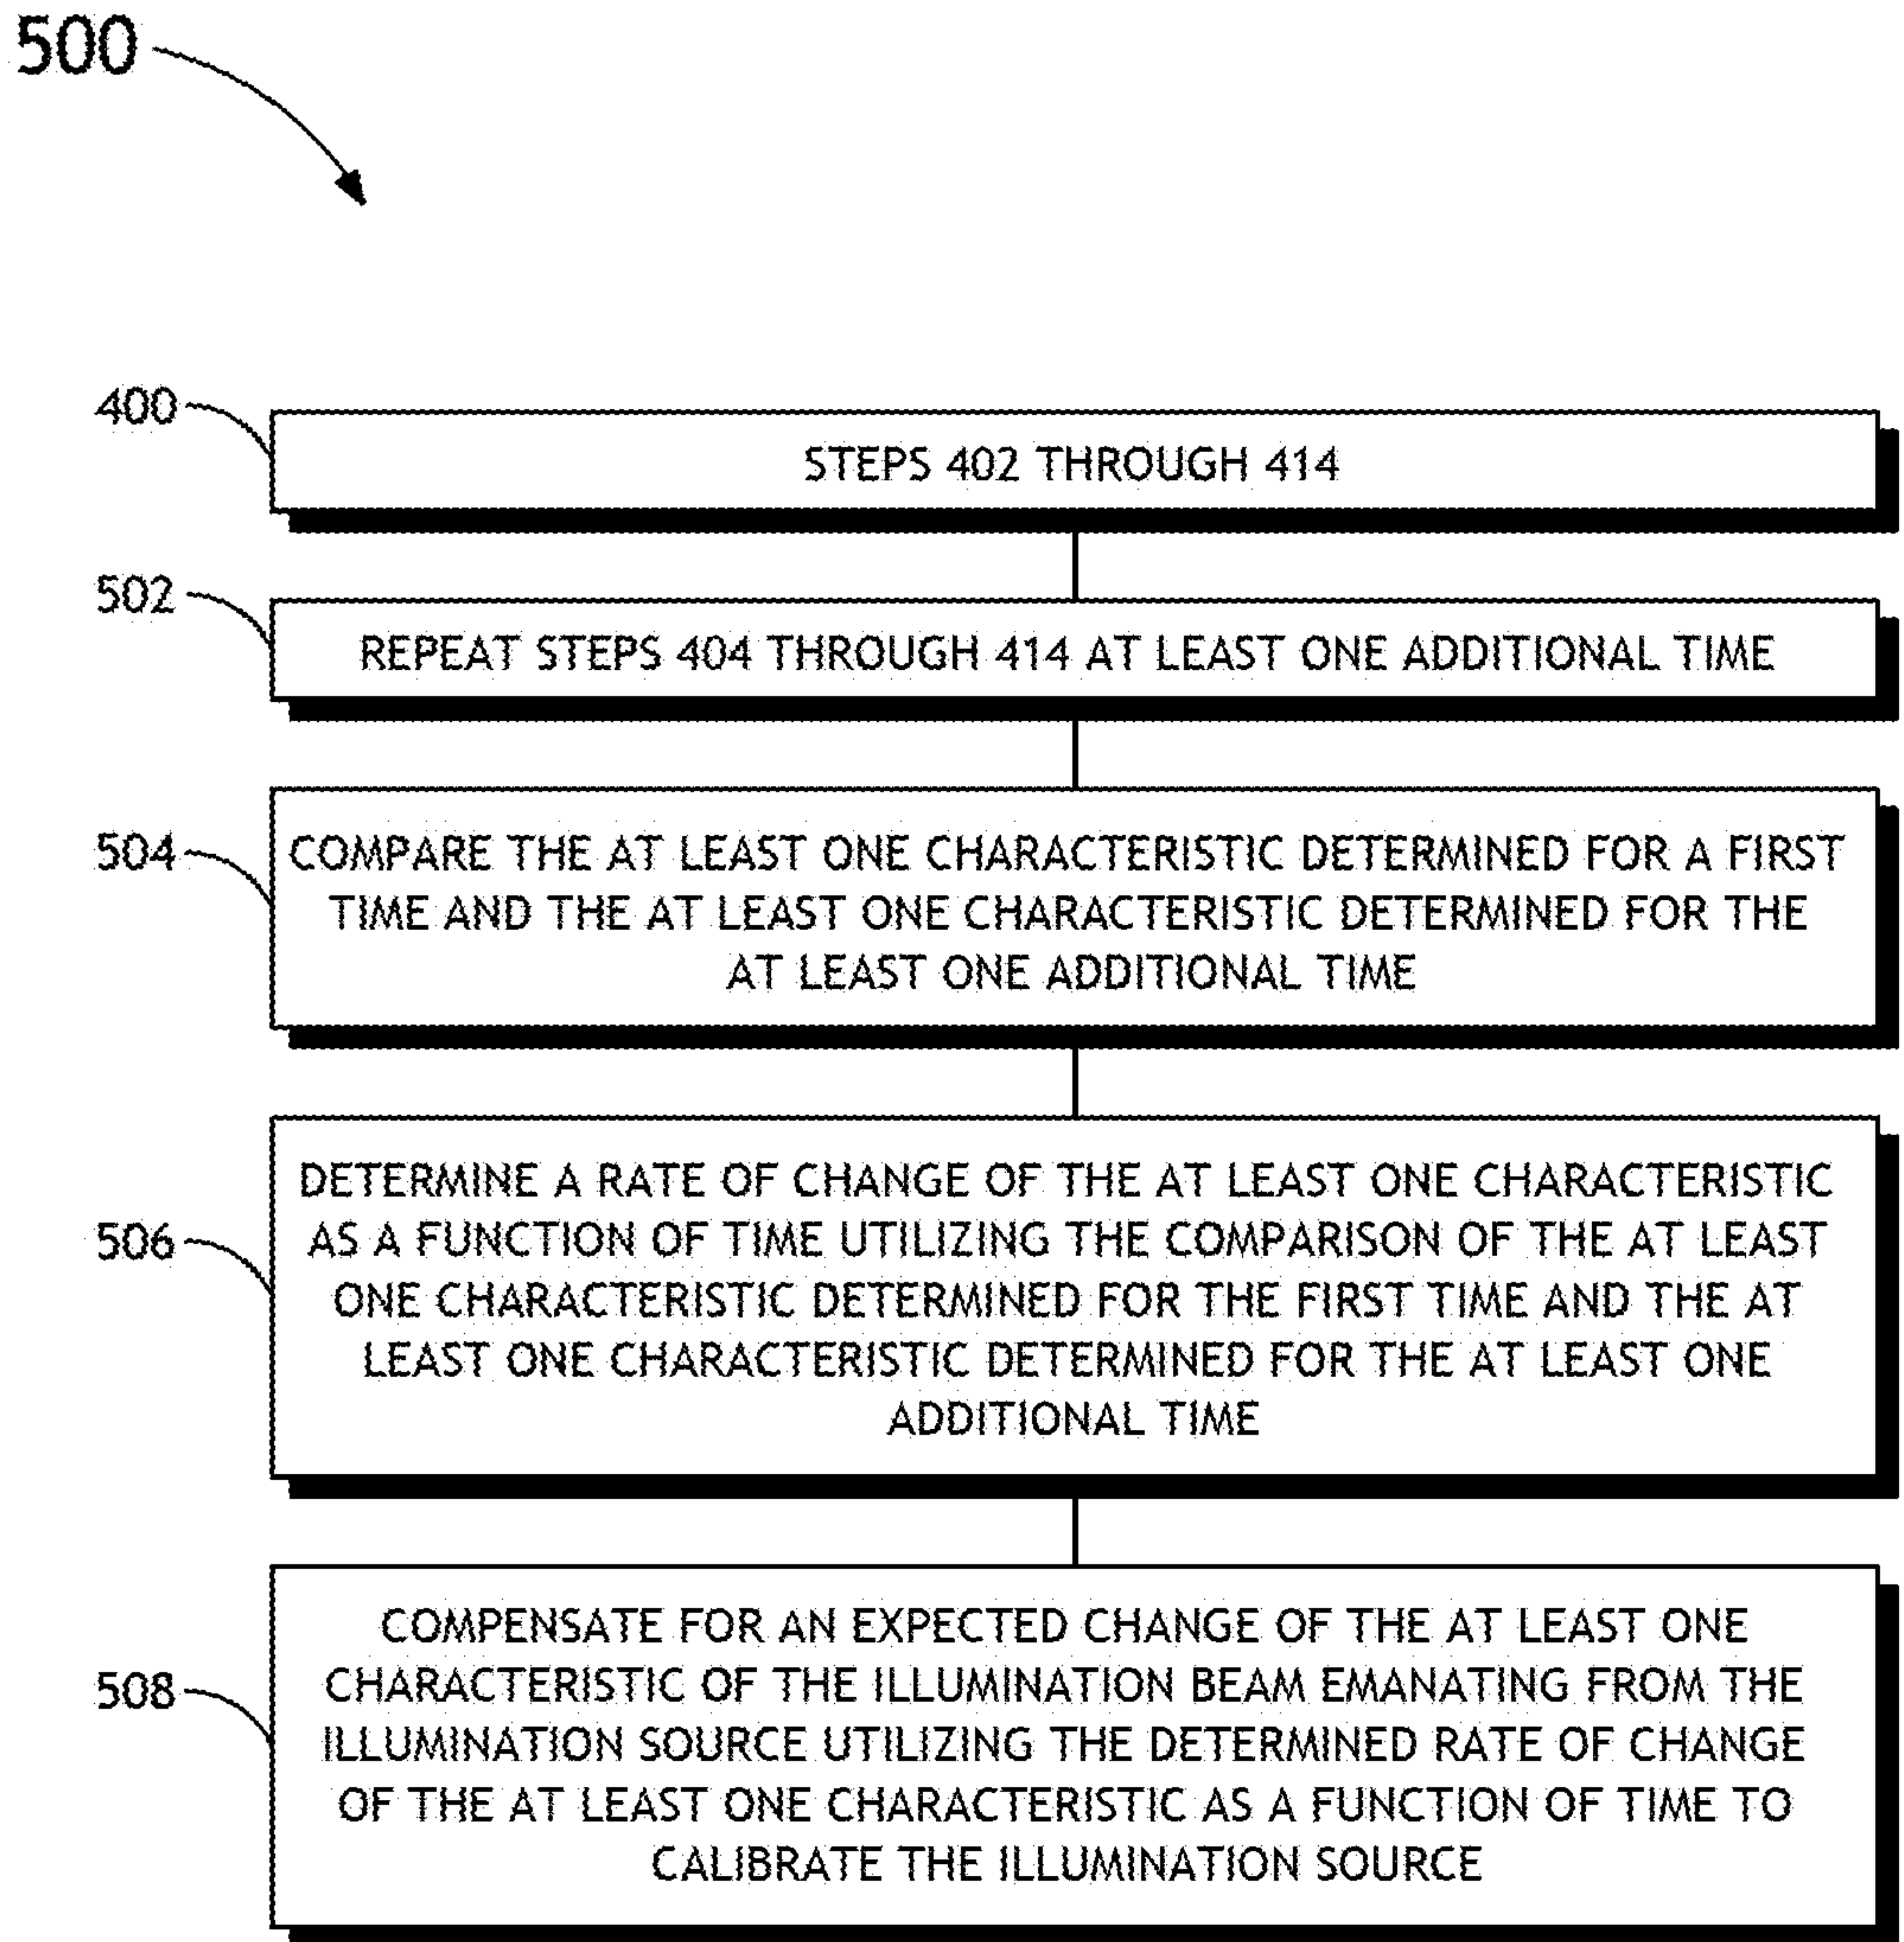 500
400
STEPS 402 THROUGH 414
502
REPEAT STEPS 404 THROUGH 414 AT LEAST ONE ADDITIONAL TIME
504
COMPARE THE AT LEAST ONE CHARACTERISTIC DETERMINED FOR A FIRST
TIME AND THE AT LEAST ONE CHARACTERISTIC DETERMINED FOR THE
AT LEAST ONE ADDITIONAL TIME
506
DETERMINE A RATE OF CHANGE OF THE AT LEAST ONE CHARACTERISTIC
AS A FUNCTION OF TIME UTILIZING THE COMPARISON OF THE AT LEAST
ONE CHARACTERISTIC DETERMINED FOR THE FIRST TIME AND THE AT
LEAST ONE CHARACTERISTIC DETERMINED FOR THE AT LEAST ONE
ADDITIONAL TIME
508
COMPENSATE FOR AN EXPECTED CHANGE OF THE AT LEAST ONE
CHARACTERISTIC OF THE ILLUMINATION BEAM EMANATING FROM THE
ILLUMINATION SOURCE UTILIZING THE DETERMINED RATE OF CHANGE
OF THE AT LEAST ONE CHARACTERISTIC AS A FUNCTION OF TIME TO
CALIBRATE THE ILLUMINATION SOURCE